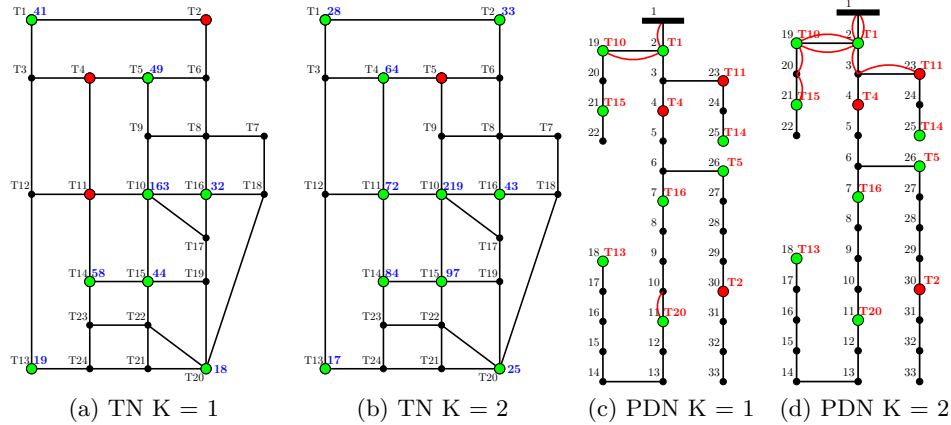 T1 41 T2
T3 T4 T5 49 T6
T9 T8 T7
T12 T11 T10 163 T16 32 T18
T17
T14 58 T15 44 T19
T23 T22
T13 19 T24 T21 T20 18
(a) TN K = 1
T1 28 T2 33
T3 T4 64 T5 T6
T9 T8 T7
T12 T11 72 T10 219 T16 43 T18
T17
T14 84 T15 97 T19
T23 T22
T13 17 T24 T21 T20 25
(b) TN K = 2
1
19 T10 2 T1
20 3 23 T11
21 T15 4 T4 24
22 5 25 T14
6 26 T5
7 T16 27
8 28
18 T13 9 29
17 10 30 T2
16 11 T20 31
15 12 32
14 13 33
(c) PDN K = 1
1
19 T10 2 T1
20 3 23 T11
21 T15 4 T4 24
22 5 25 T14
6 26 T5
7 T16 27
8 28
18 T13 9 29
17 10 30 T2
16 11 T20 31
15 12 32
14 13 33
(d) PDN K = 2